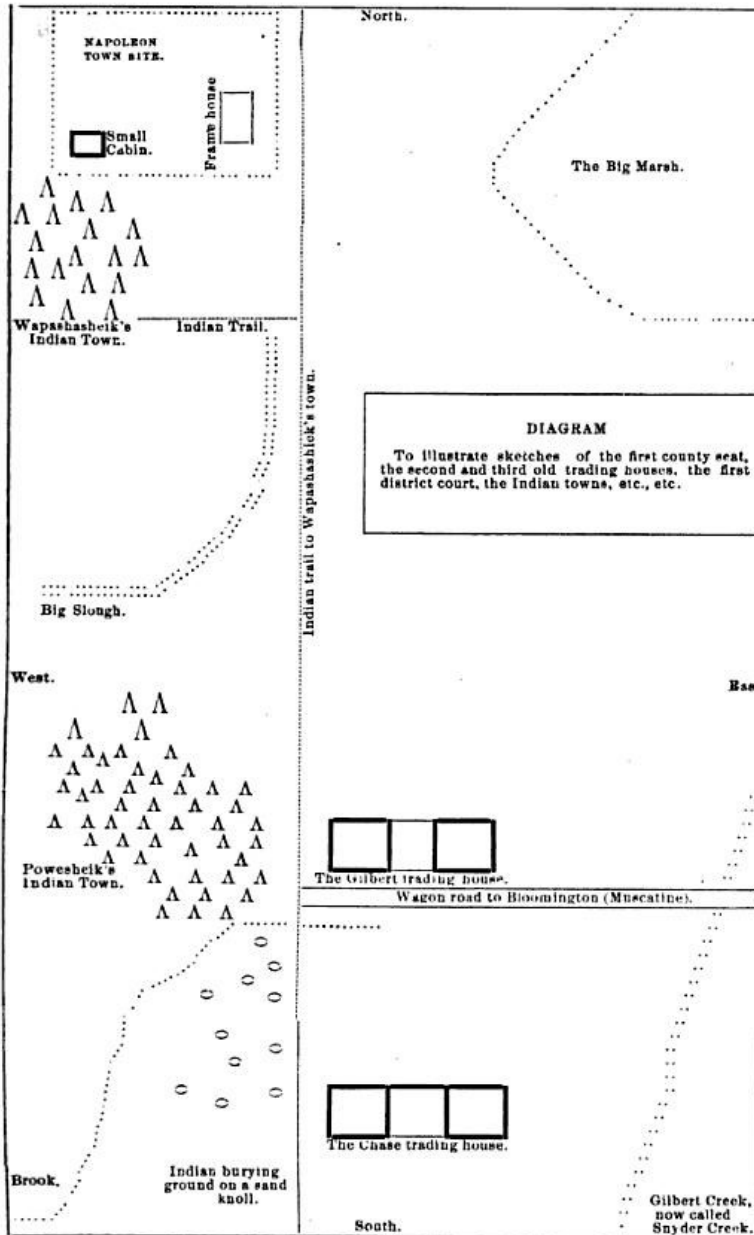 North.
NAPOLEON
TOWN SITE.
Frame house
Small
Cabin.
The Big Marsh.
Wapashasheik's
Indian Town.
Indian Trail.
Indian trail to Wapashashiek's town.
DIAGRAM
To illustrate sketches of the first county seat,
the second and third old trading houses, the first
district court, the Indian towns, etc., etc.
Big Slough.
West.
Eas
Powesheik's
Indian Town.
The Gilbert trading house.
Wagon road to Bloomington (Muscatine).
The Chase trading house.
Brook.
Indian burying
ground on a sand
knoll.
Gilbert Creek,
now called
Snyder Creek.
South.